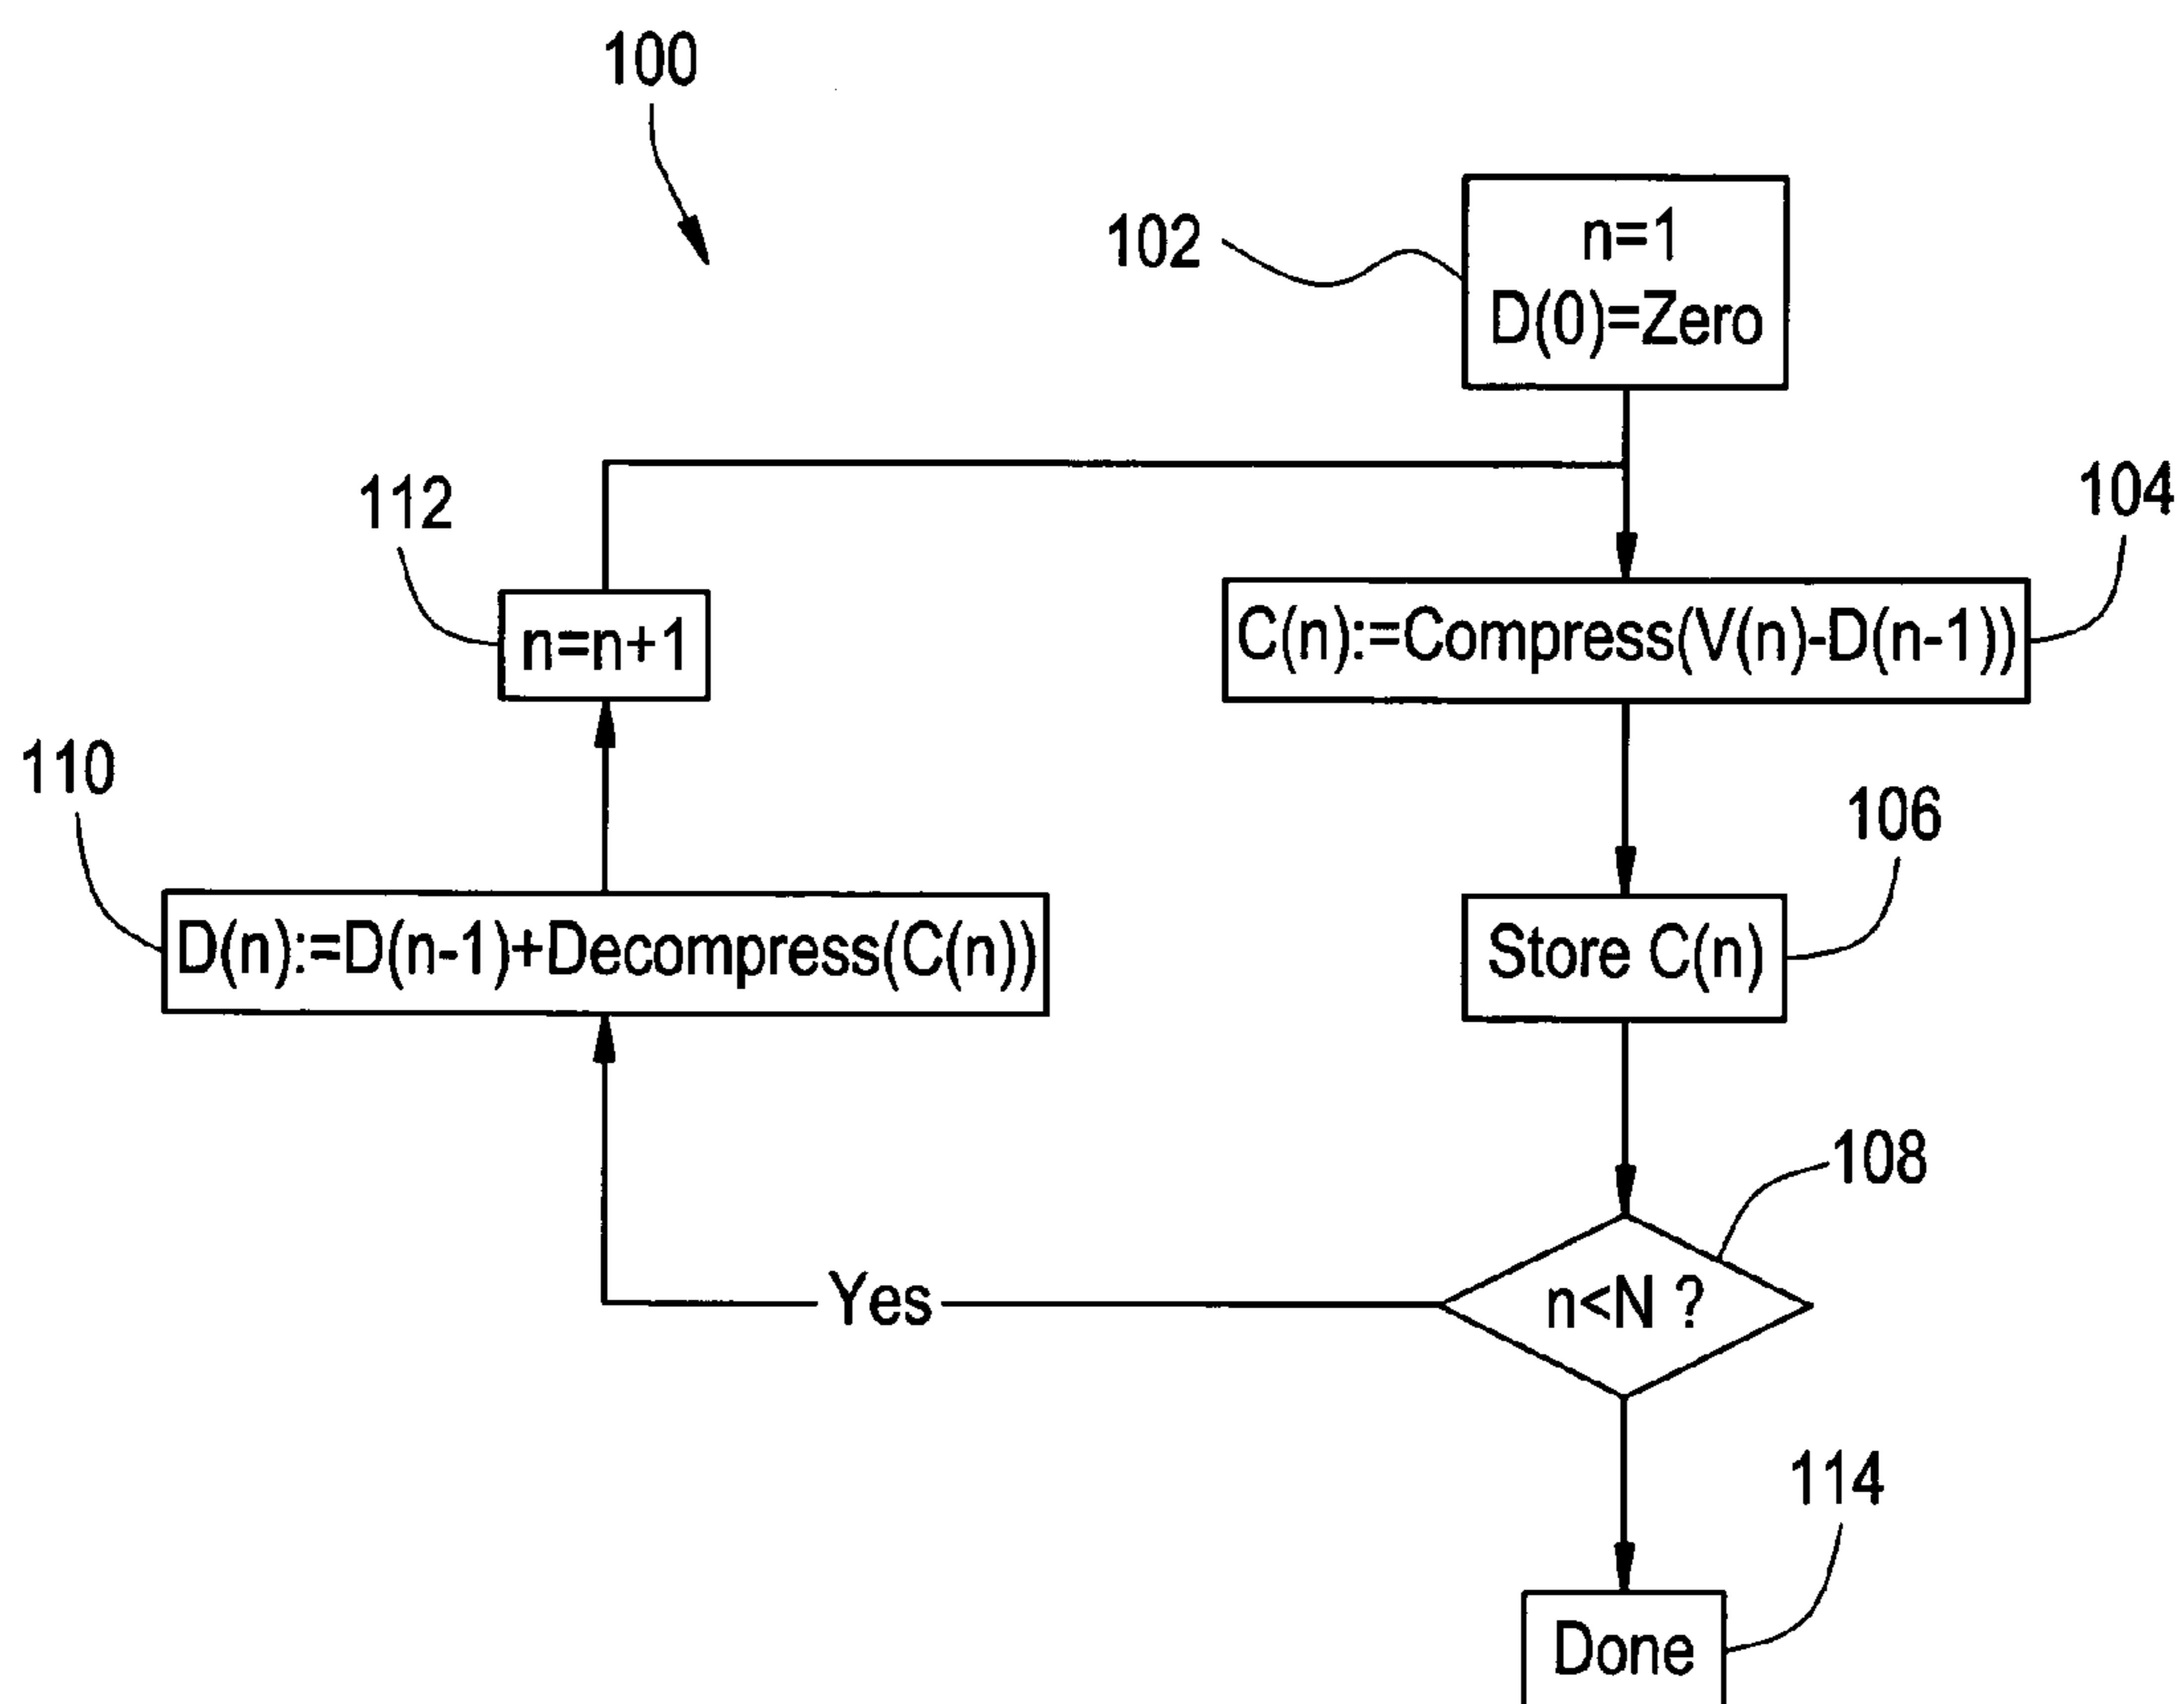 100
102
n=1
D(0)=Zero
112
104
n=n+1
C(n):=Compress(V(n)-D(n-1))
110
106
D(n):=D(n-1)+Decompress(C(n))
Store C(n)
108
Yes
n<N ?
114
Done